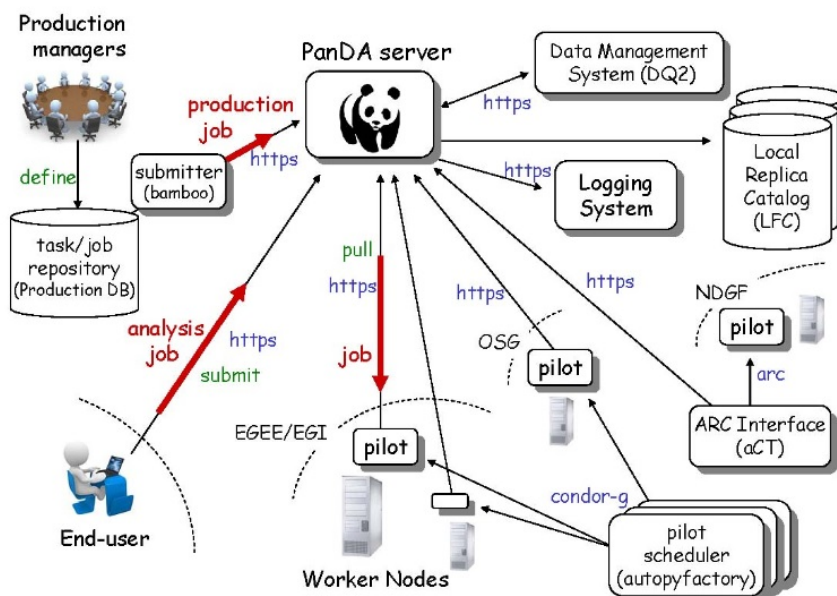 Production
managers
PanDA server
Data Management
System (DQ2)
https
production
job
https
submitter
(bamboo)
define
https
Logging
System
Local
Replica
Catalog
(LFC)
task/job
repository
(Production DB)
pull
https
job
analysis
job
https
submit
https
https
NDGF
pilot
OSG
pilot
arc
ARC Interface
(aCT)
EGEE/EGI
pilot
condor-g
pilot
scheduler
(autopyfactory)
End-user
Worker Nodes